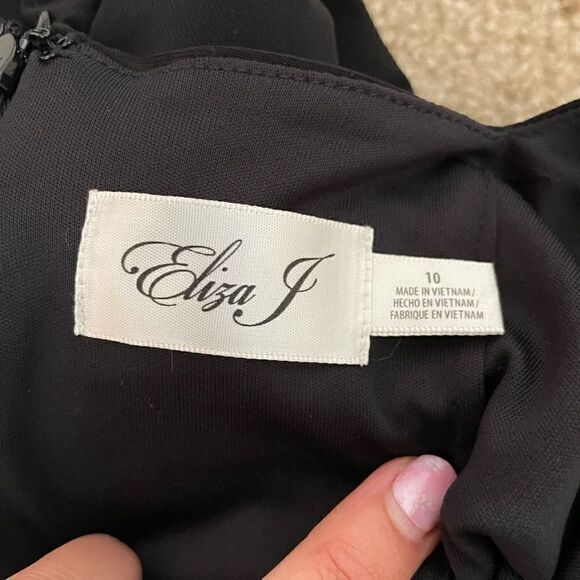 Eliza J
10
MADE IN VIETNAM/
HECHO EN VIETNAM/
FABRIQUE EN VIETNAM